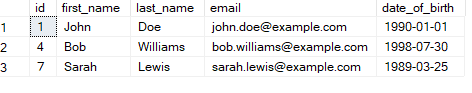 id first_name last_name email date_of_birth
1 1 John Doe john.doe@example.com 1990-01-01
2 4 Bob Williams bob.williams@example.com 1998-07-30
3 7 Sarah Lewis sarah.lewis@example.com 1989-03-25